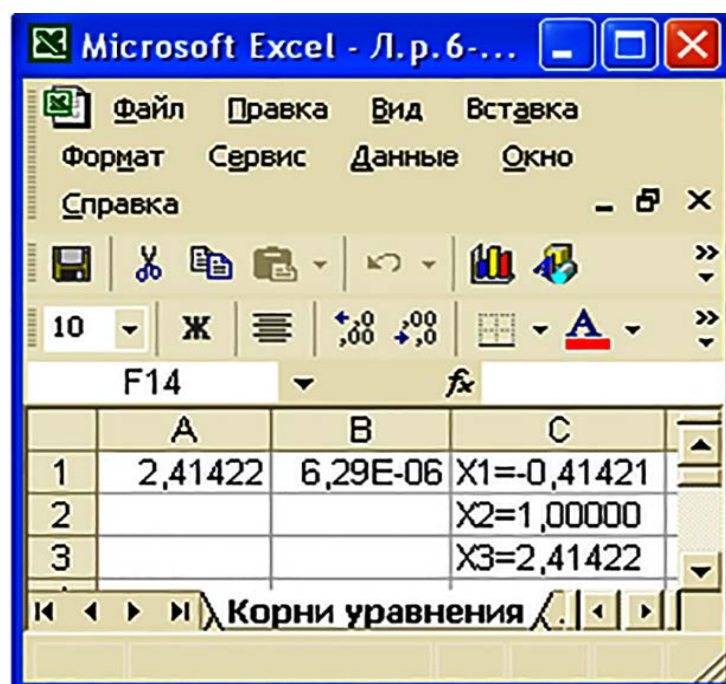 Microsoft Excel - Л.р.6-...
Файл Правка Вид Вставка
Формат Сервис Данные Окно
Справка
10 Ж
F14 fx
A B C
1 2,41422 6,29E-06 X1=-0,41421
2 X2=1,00000
3 X3=2,41422
Корни уравнения